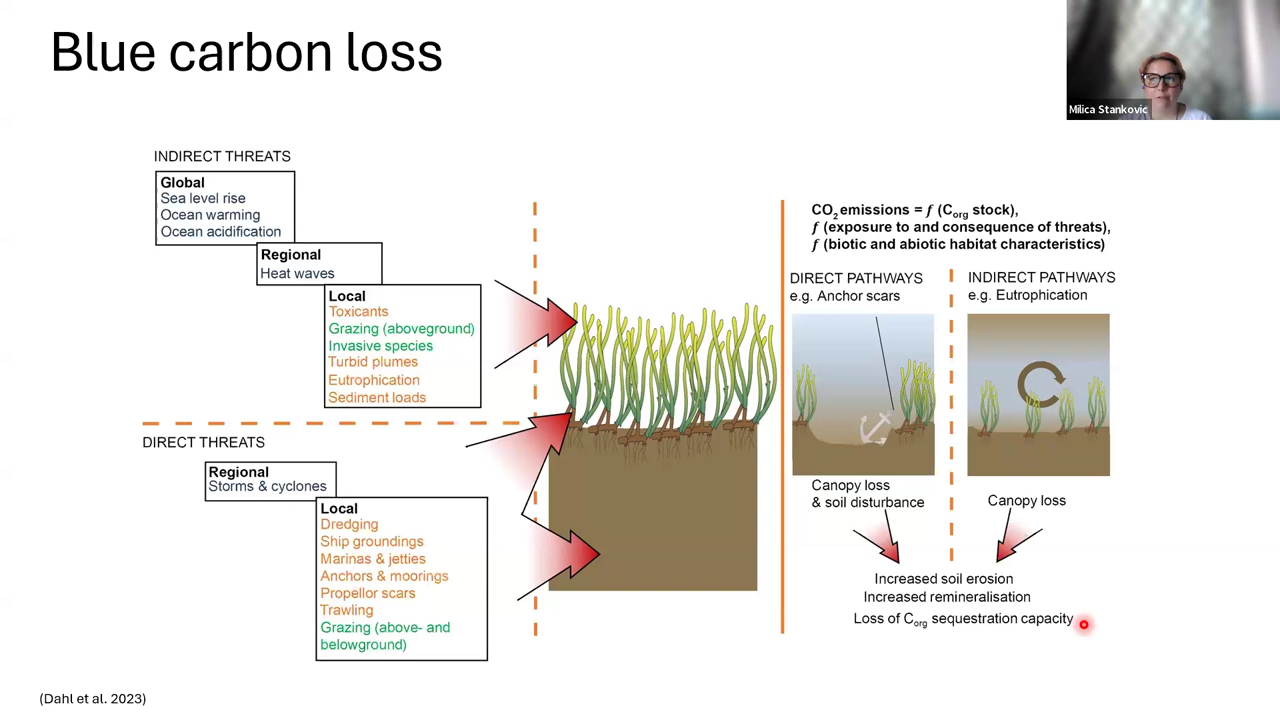 Blue carbon loss
Milica Stankovic
INDIRECT THREATS
Global
Sea level rise
Ocean warming
Ocean acidification
Regional
Heat waves
Local
Toxicants
Grazing (aboveground)
Invasive species
Turbid plumes
Eutrophication
Sediment loads
DIRECT THREATS
Regional
Storms & cyclones
Local
Dredging
Ship groundings
Marinas & jetties
Anchors & moorings
Propellor scars
Trawling
Grazing (above- and
belowground)
CO2 emissions = ƒ (Corg stock),
ƒ (exposure to and consequence of threats),
ƒ (biotic and abiotic habitat characteristics)
DIRECT PATHWAYS
e.g. Anchor scars
INDIRECT PATHWAYS
e.g. Eutrophication
Canopy loss
& soil disturbance
Canopy loss
Increased soil erosion
Increased remineralisation
Loss of Corg sequestration capacity
(Dahl et al. 2023)